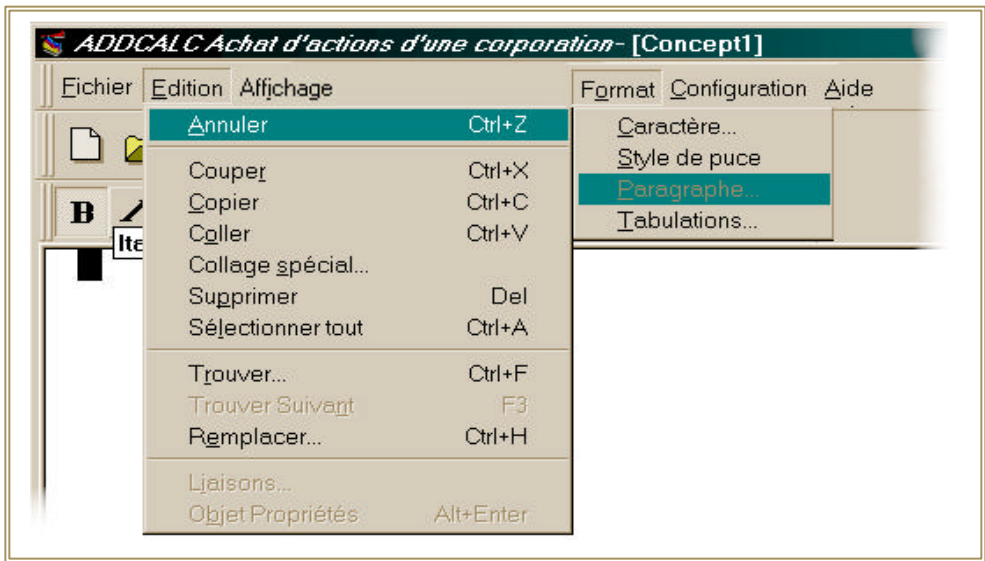 ADDCALC Achat d'actions d'une corporation- [Concept1]
Fichier Edition Affichage Format Configuration Aide
Annuler Ctrl+Z
Couper Ctrl+X
Copier Ctrl+C
Coller Ctrl+V
Collage spécial...
Supprimer Del
Sélectionner tout Ctrl+A
Trouver... Ctrl+F
Trouver Suivant F3
Remplacer... Ctrl+H
Liaisons...
Objet Propriétés Alt+Enter
Caractère...
Style de puce
Paragraphe...
Tabulations...
B
Ita